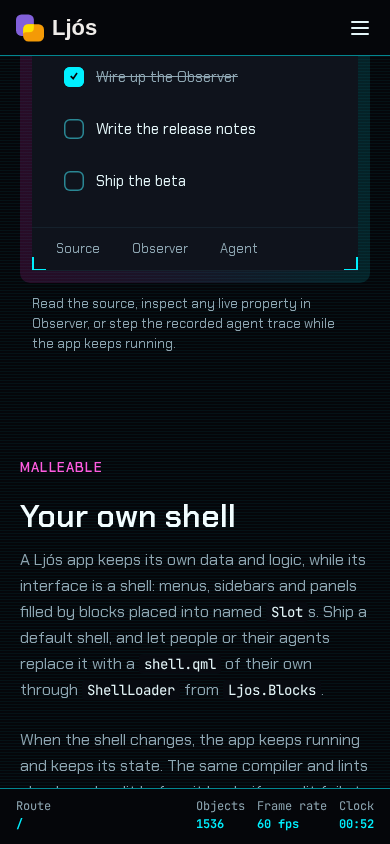 Ljós
Wire up the Observer
Write the release notes
Ship the beta
Source Observer Agent
Read the source, inspect any live property in
Observer, or step the recorded agent trace while
the app keeps running.
MALLEABLE
Your own shell
A Ljós app keeps its own data and logic, while its
interface is a shell: menus, sidebars and panels
filled by blocks placed into named Slot s. Ship a
default shell, and let people or their agents
replace it with a shell.qml of their own
through ShellLoader from Ljos.Blocks .
When the shell changes, the app keeps running
and keeps its state. The same compiler and lints
Route Objects Frame rate Clock
/ 1536 60 fps 00:52